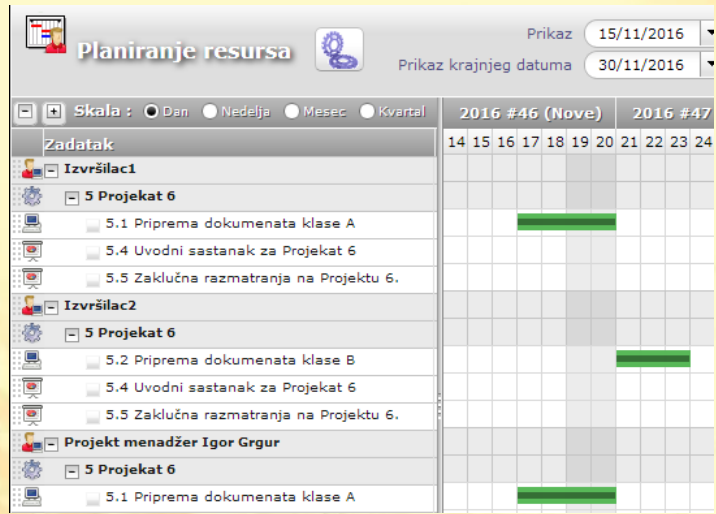 Planiranje resursa
Prikaz 15/11/2016
Prikaz krajnjeg datuma 30/11/2016
Skala : Dan Nedelja Mesec Kvartal 2016 #46 (Nove) 2016 #47
Zadatak 14 15 16 17 18 19 20 21 22 23 24
Izvršilac1
5 Projekat 6
5.1 Priprema dokumenata klase A
5.4 Uvodni sastanak za Projekat 6
5.5 Zaključna razmatranja na Projektu 6.
Izvršilac2
5 Projekat 6
5.2 Priprema dokumenata klase B
5.4 Uvodni sastanak za Projekat 6
5.5 Zaključna razmatranja na Projektu 6.
Projekt menadžer Igor Grgur
5 Projekat 6
5.1 Priprema dokumenata klase A